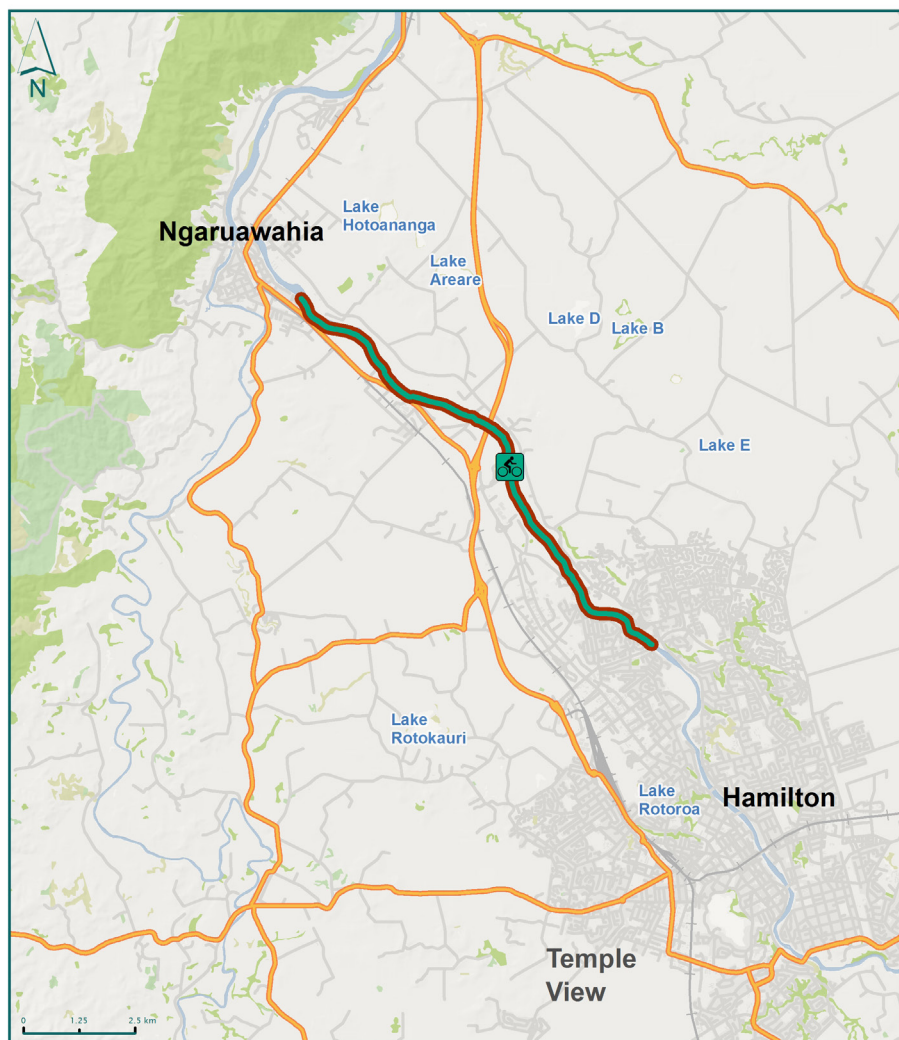 N
Lake
Hotoananga
Ngaruawahia
Lake
Areare
Lake D
Lake B
Lake E
Lake
Rotokauri
Lake
Rotoroa
Hamilton
Temple
View
0 1.25 2.5 km